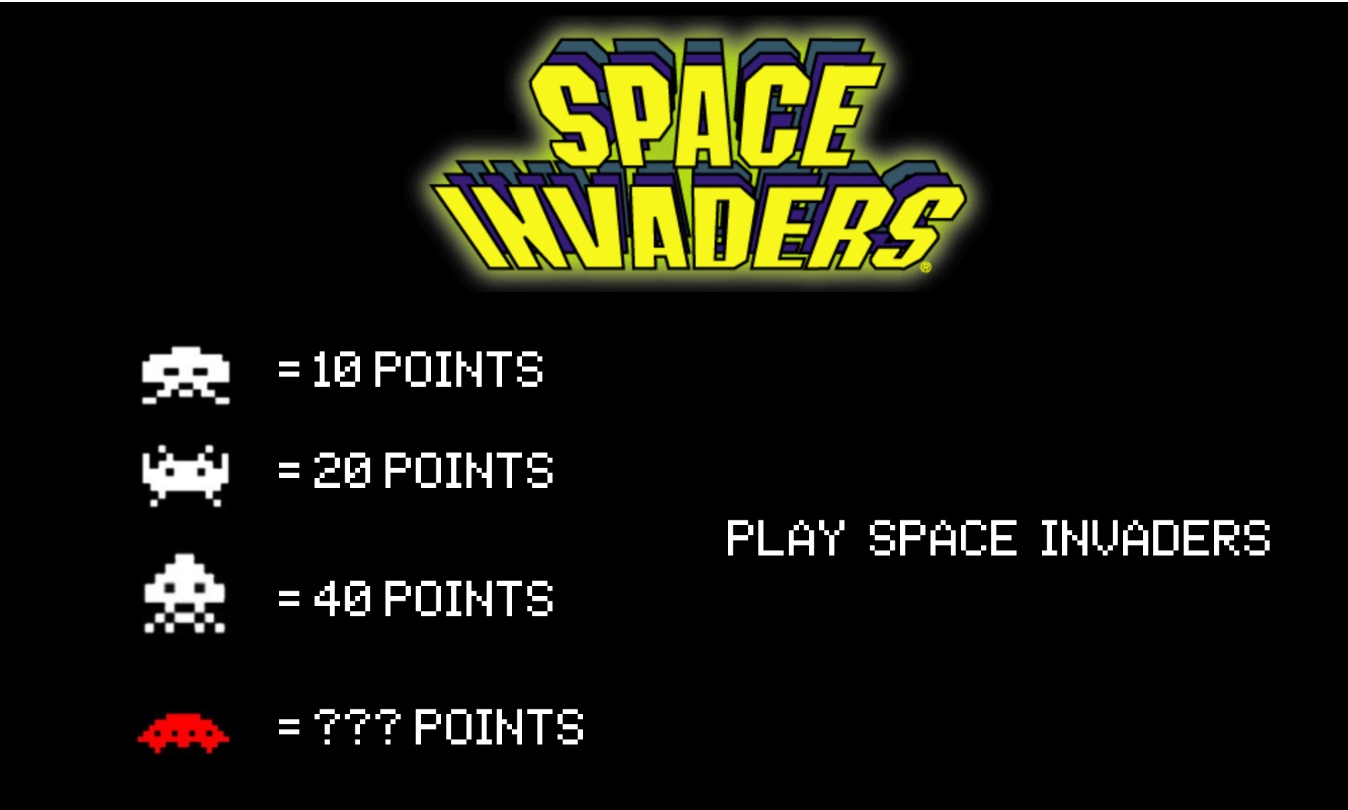 SPACE
INVADERS®
= 10 POINTS
= 20 POINTS
PLAY SPACE INVADERS
= 40 POINTS
= ??? POINTS